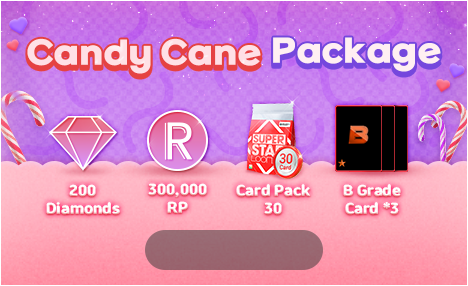 Candy Cane Package
R
SUPER
STAR
30
Card
B
200
Diamonds
300,000
RP
Card Pack
30
B Grade
Card *3